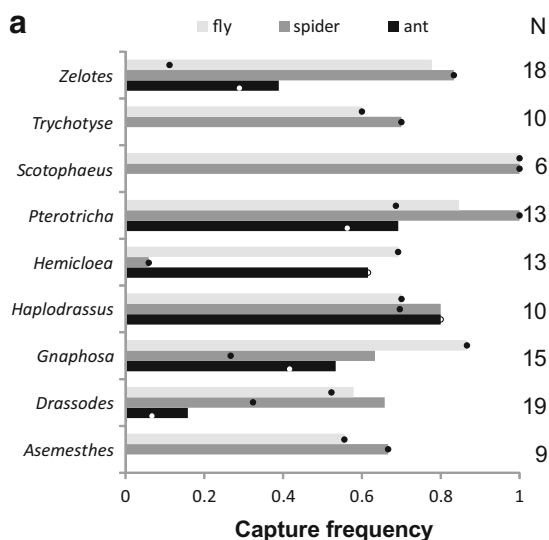 a
fly spider ant N
Zelotes 18
Trychotyse 10
Scotophaeus 6
Pterotricha 13
Hemicloea 13
Haplodrassus 10
Gnaphosa 15
Drassodes 19
Asemesthes 9
0 0.2 0.4 0.6 0.8 1
Capture frequency